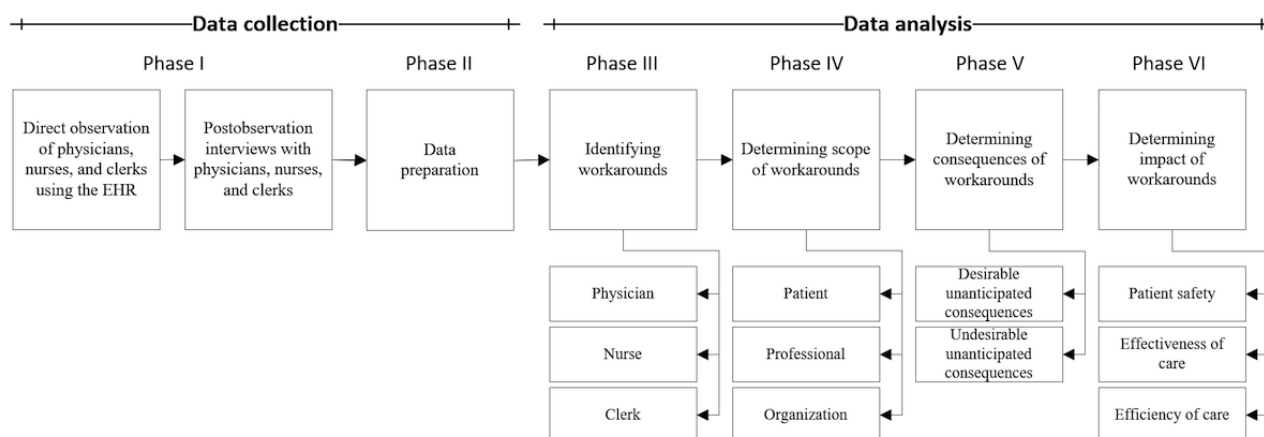 Data collection
Data analysis
Phase I
Phase II
Phase III
Phase IV
Phase V
Phase VI
Direct observation
of physicians,
nurses, and clerks
using the EHR
Postobservation
interviews with
physicians, nurses,
and clerks
Data
preparation
Identifying
workarounds
Determining scope
of workarounds
Determining
consequences of
workarounds
Determining
impact of
workarounds
Physician
Nurse
Clerk
Patient
Professional
Organization
Desirable
unanticipated
consequences
Undesirable
unanticipated
consequences
Patient safety
Effectiveness of
care
Efficiency of care